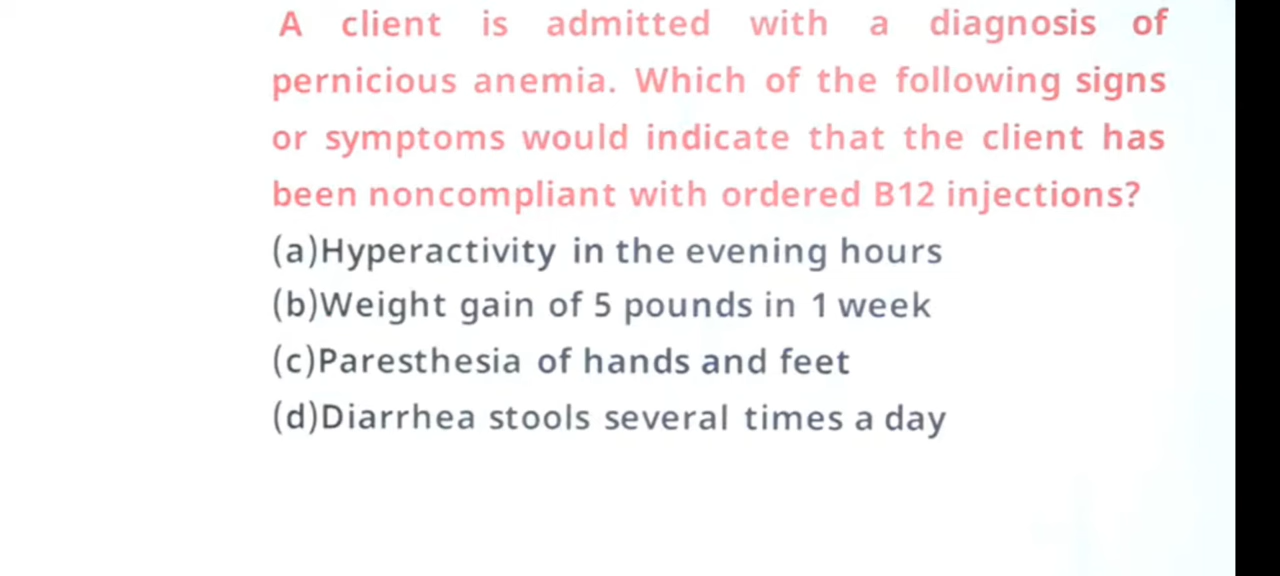 A client is admitted with a diagnosis of
pernicious anemia. Which of the following signs
or symptoms would indicate that the client has
been noncompliant with ordered B12 injections?
(a)Hyperactivity in the evening hours
(b)Weight gain of 5 pounds in 1 week
(c)Paresthesia of hands and feet
(d)Diarrhea stools several times a day